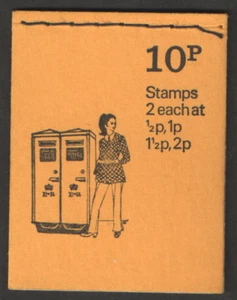 10P
Stamps
2 each at
½p, 1p
1½p, 2p